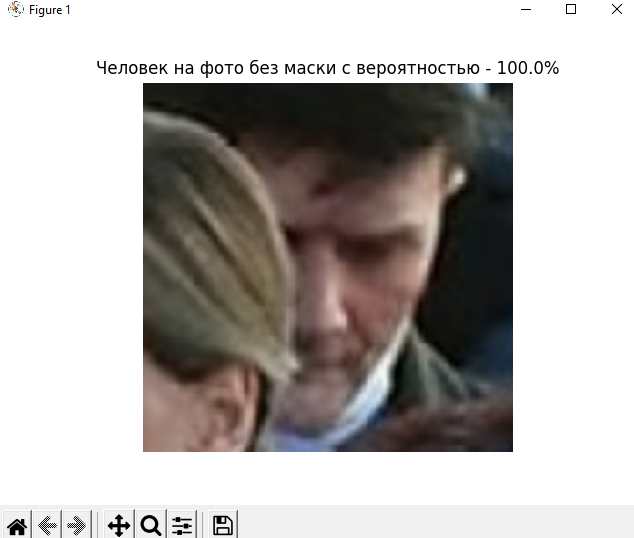 Figure 1
Человек на фото без маски с вероятностью - 100.0%